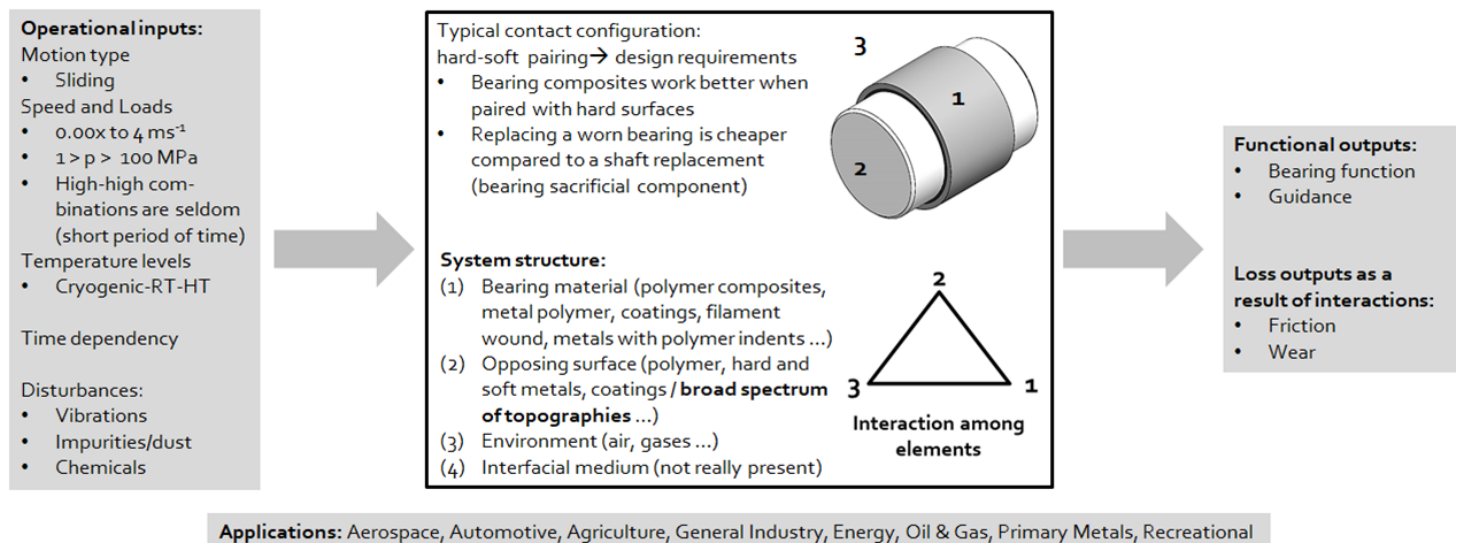 Operational inputs:
Motion type
• Sliding
Speed and Loads
• 0.00x to 4 ms⁻¹
• 1 > p > 100 MPa
• High-high com-
binations are seldom
(short period of time)
Temperature levels
• Cryogenic-RT-HT
Time dependency
Disturbances:
• Vibrations
• Impurities/dust
• Chemicals
Typical contact configuration:
hard-soft pairing→ design requirements
• Bearing composites work better when
paired with hard surfaces
• Replacing a worn bearing is cheaper
compared to a shaft replacement
(bearing sacrificial component)
3
1
2
System structure:
(1) Bearing material (polymer composites,
metal polymer, coatings, filament
wound, metals with polymer indents ...)
(2) Opposing surface (polymer, hard and
soft metals, coatings / broad spectrum
of topographies ...)
(3) Environment (air, gases ...)
(4) Interfacial medium (not really present)
2
3
1
Interaction among
elements
Functional outputs:
• Bearing function
• Guidance
Loss outputs as a
result of interactions:
• Friction
• Wear
Applications: Aerospace, Automotive, Agriculture, General Industry, Energy, Oil & Gas, Primary Metals, Recreational